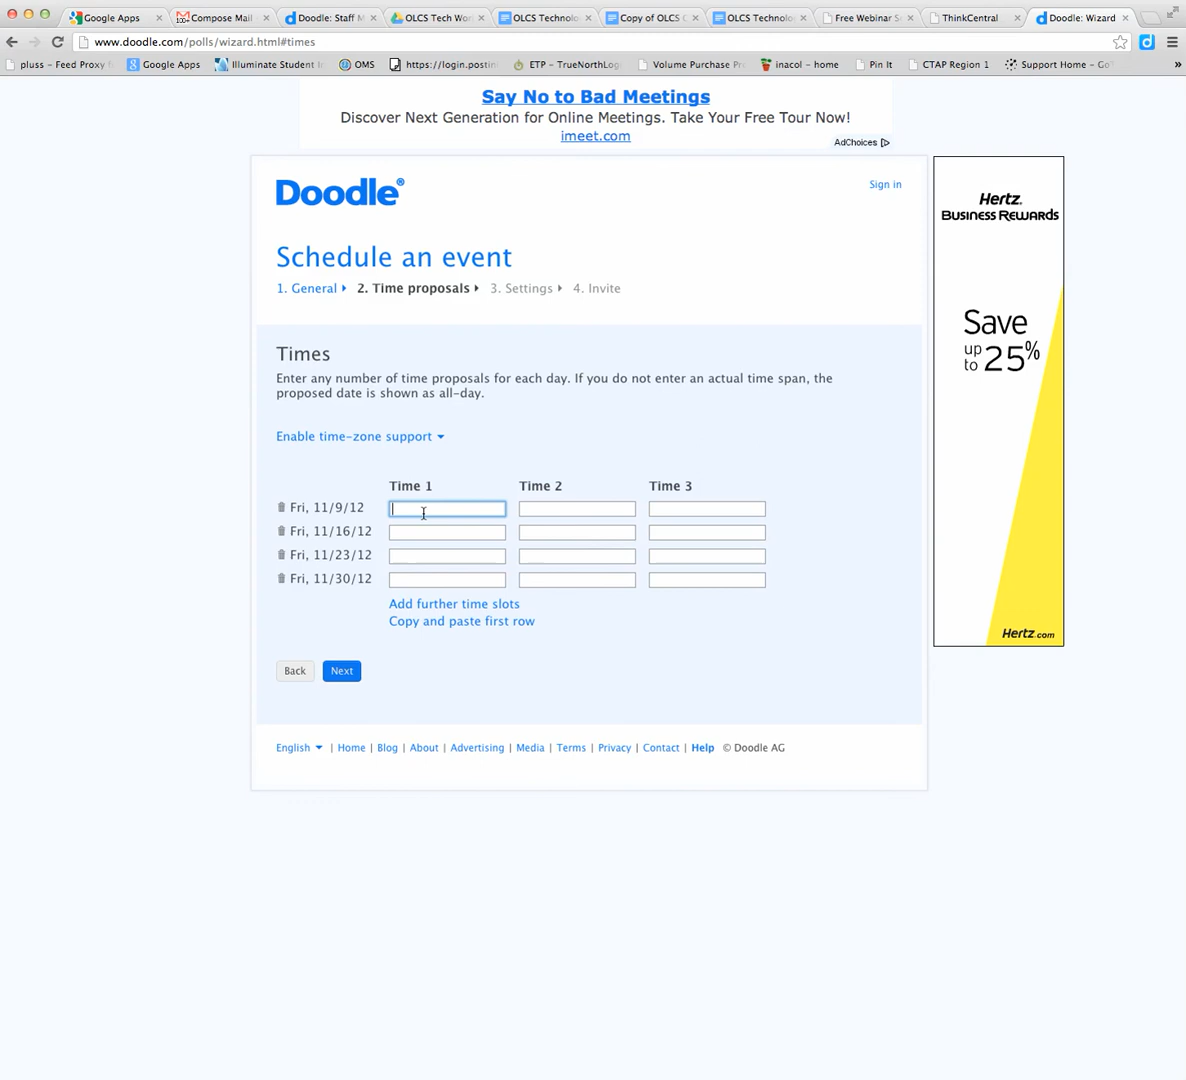 Google Apps
Compose Mail
Doodle: Staff M
OLCS Tech Wor
OLCS Technolo
Copy of OLCS
OLCS Technolo
Free Webinar S
ThinkCentral
Doodle: Wizard
www.doodle.com/polls/wizard.html#times
pluss - Feed Proxy
Google Apps
Illuminate Student
OMS
https://login.postin
ETP - TrueNorthLog
Volume Purchase Pr
inacol - home
Pin It
CTAP Region 1
Support Home - Go
»
Say No to Bad Meetings
Discover Next Generation for Online Meetings. Take Your Free Tour Now!
imeet.com
AdChoices
Doodle®
Sign in
Schedule an event
1. General 2. Time proposals 3. Settings 4. Invite
Times
Enter any number of time proposals for each day. If you do not enter an actual time span, the
proposed date is shown as all-day.
Enable time-zone support
Time 1 Time 2 Time 3
Fri, 11/9/12
Fri, 11/16/12
Fri, 11/23/12
Fri, 11/30/12
Add further time slots
Copy and paste first row
Back Next
English | Home | Blog | About | Advertising | Media | Terms | Privacy | Contact | Help © Doodle AG
Hertz.
Business Rewards
Save
up to 25%
Hertz.com